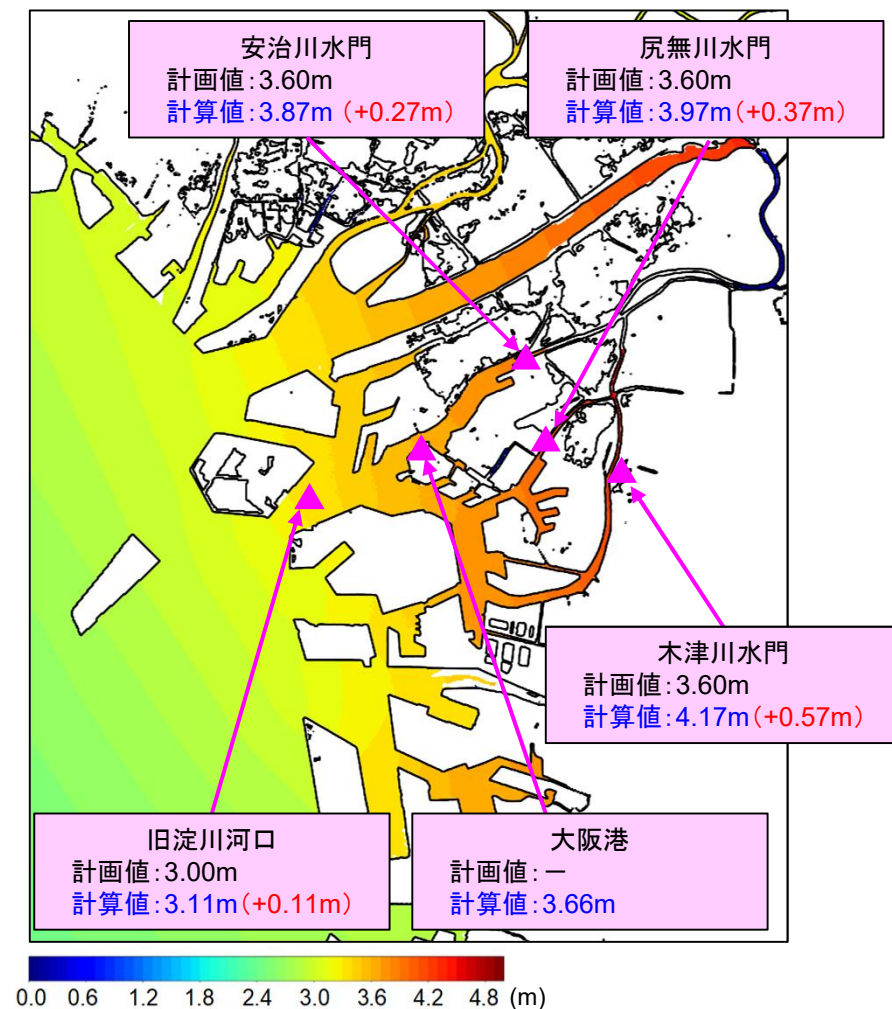 安治川水門
計画値:3.60m
計算値:3.87m (+0.27m)
尻無川水門
計画値:3.60m
計算値:3.97m(+0.37m)
木津川水門
計画値:3.60m
計算値:4.17m(+0.57m)
旧淀川河口
計画値:3.00m
計算値:3.11m(+0.11m)
大阪港
計画値:ー
計算値:3.66m
0.0 0.6 1.2 1.8 2.4 3.0 3.6 4.2 4.8 (m)